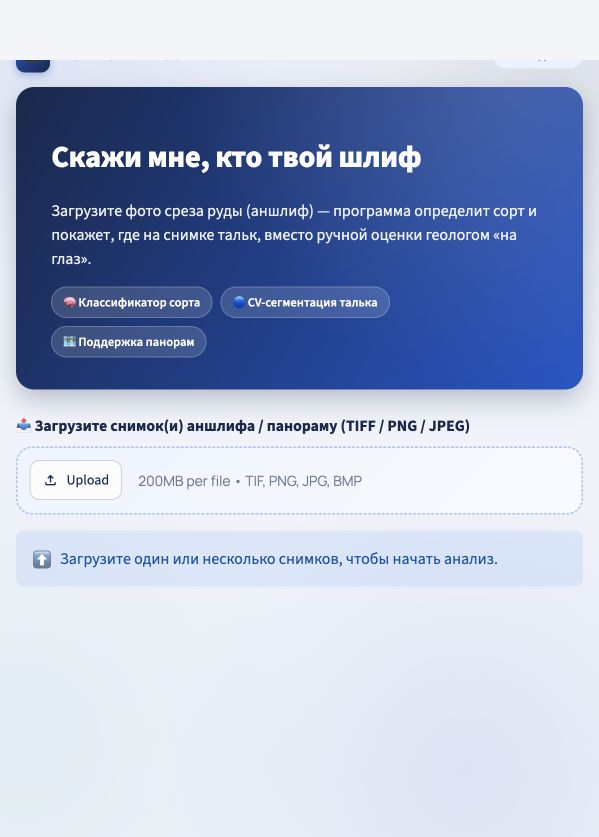 Скажи мне, кто твой шлиф
Загрузите фото среза руды (аншлиф) — программа определит сорт и
покажет, где на снимке тальк, вместо ручной оценки геологом «на
глаз».
Классификатор сорта
CV-сегментация талька
Поддержка панорам
Загрузите снимок(и) аншлифа / панораму (TIFF / PNG / JPEG)
Upload 200MB per file • TIF, PNG, JPG, BMP
Загрузите один или несколько снимков, чтобы начать анализ.